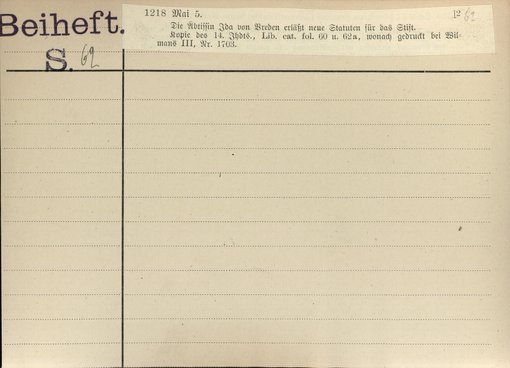 Beiheft.
S. 62
1218 Mai 5. 62
Die Äbtissin Ida von Vreden erläßt neue Statuten für das Stift.
Kopie des 14. Jhdts., Lib. cat. fol. 60 u. 62a, wonach gedruckt bei Wil-
mans III, Nr. 1703.